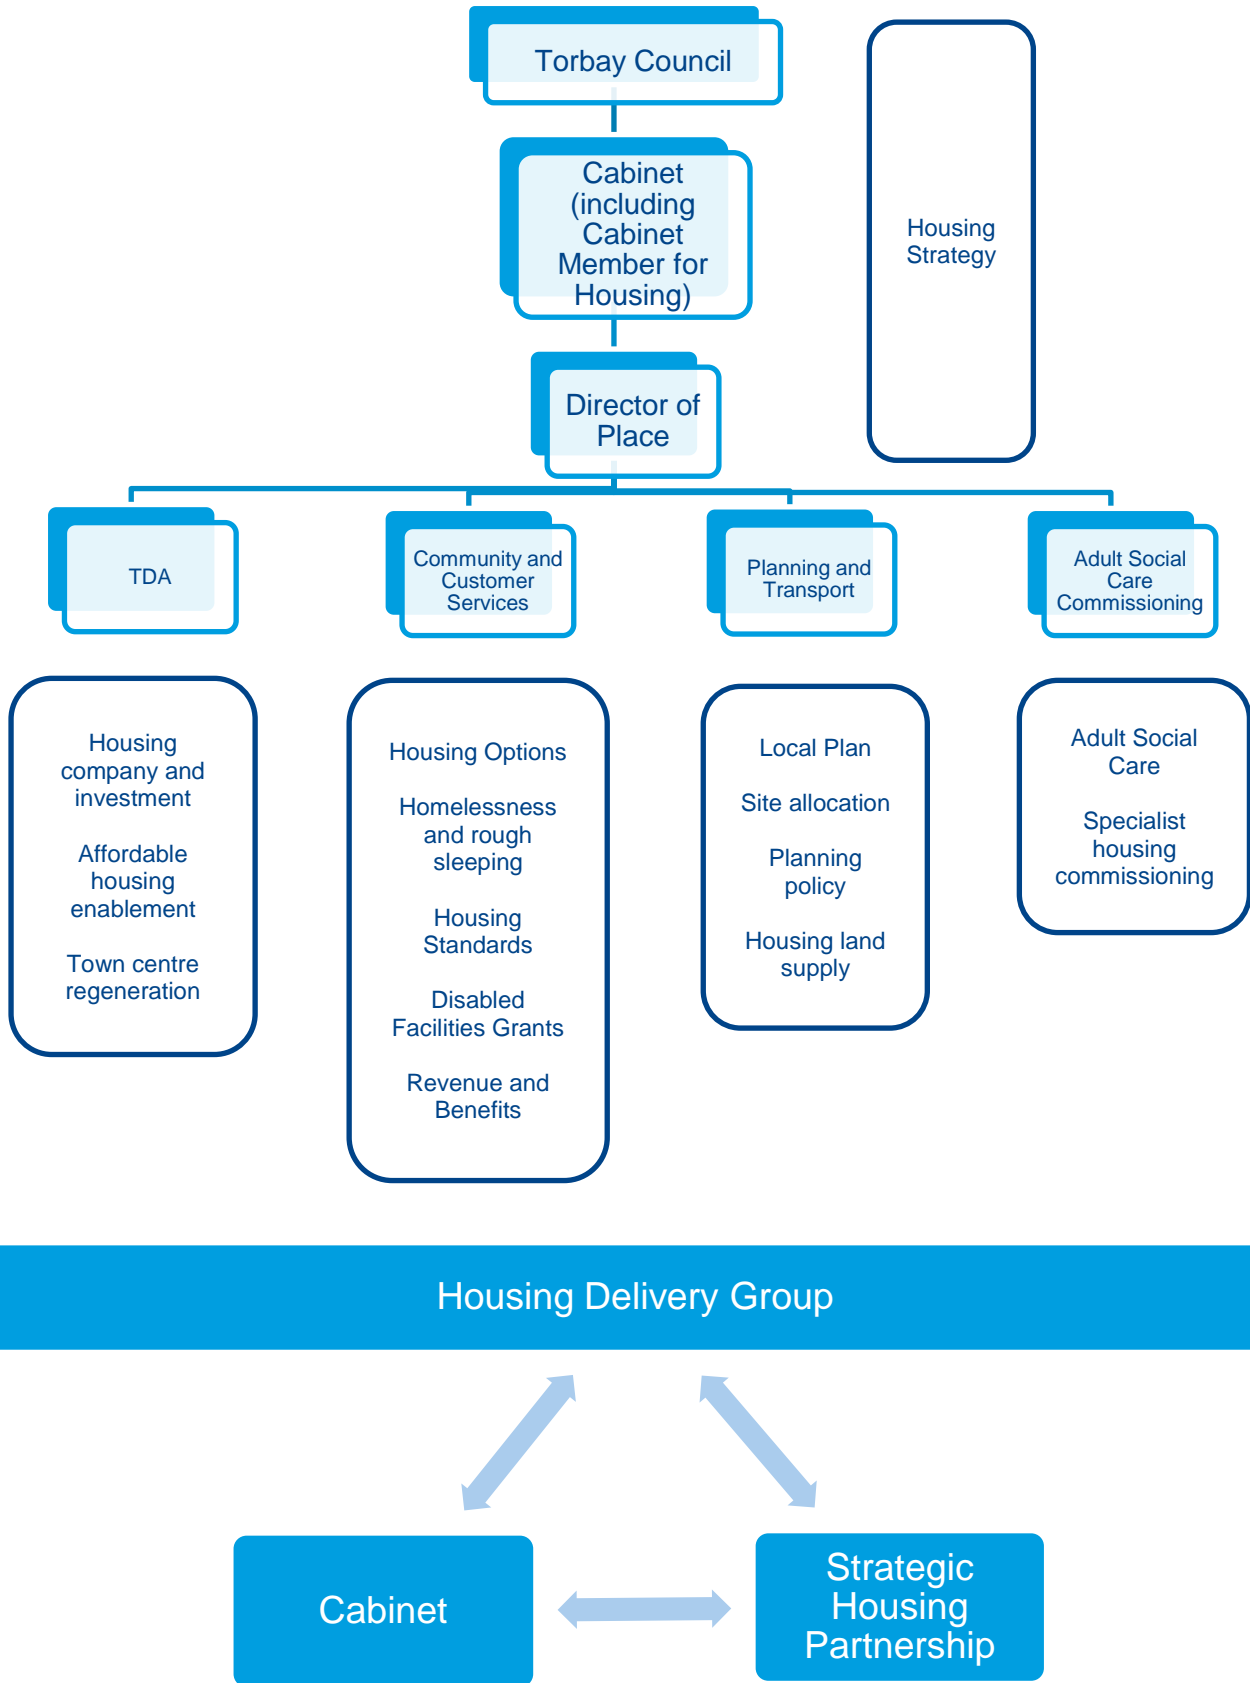 Torbay Council
Cabinet
(including
Cabinet
Member for
Housing)
Housing
Strategy
Director of
Place
TDA
Community and
Customer
Services
Planning and
Transport
Adult Social
Care
Commissioning
Housing
company and
investment
Affordable
housing
enablement
Town centre
regeneration
Housing Options
Homelessness
and rough
sleeping
Housing
Standards
Disabled
Facilities Grants
Revenue and
Benefits
Local Plan
Site allocation
Planning
policy
Housing land
supply
Adult Social
Care
Specialist
housing
commissioning
Housing Delivery Group
Cabinet
Strategic
Housing
Partnership